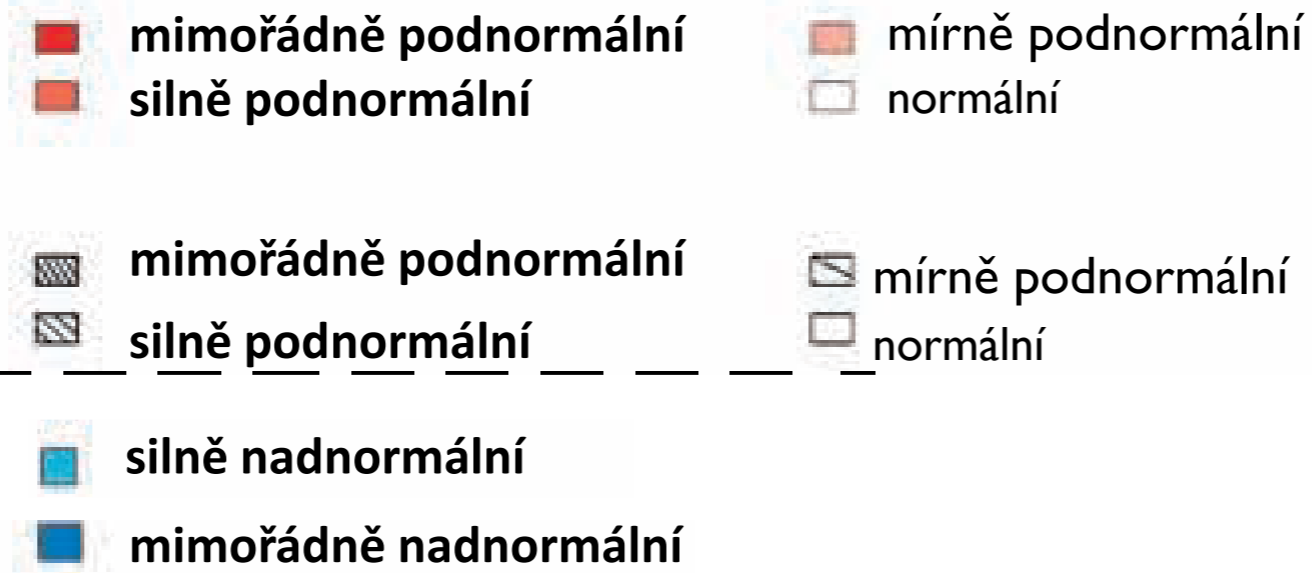 mimořádně podnormální
silně podnormální
mírně podnormální
normální
mimořádně podnormální
silně podnormální
mírně podnormální
normální
silně nadnormální
mimořádně nadnormální